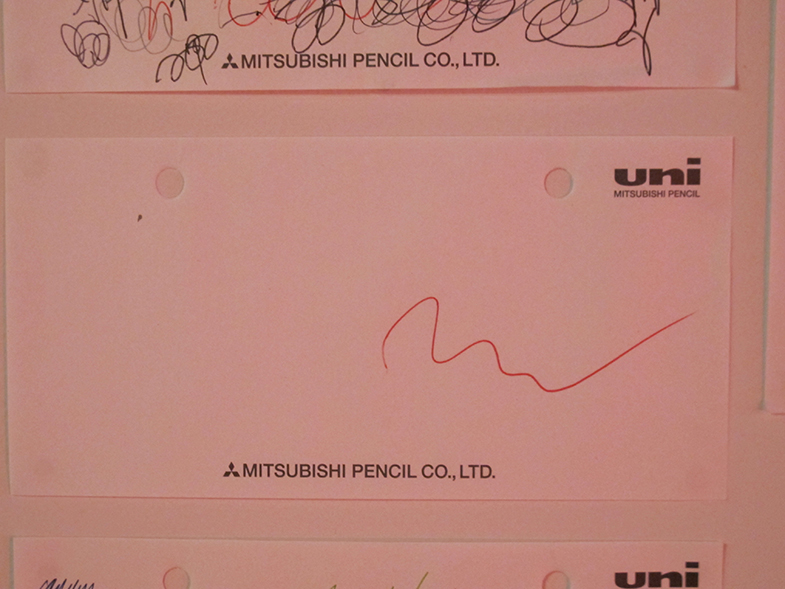 MITSUBISHI PENCIL CO., LTD.
uni
MITSUBISHI PENCIL
MITSUBISHI PENCIL CO., LTD.
uni